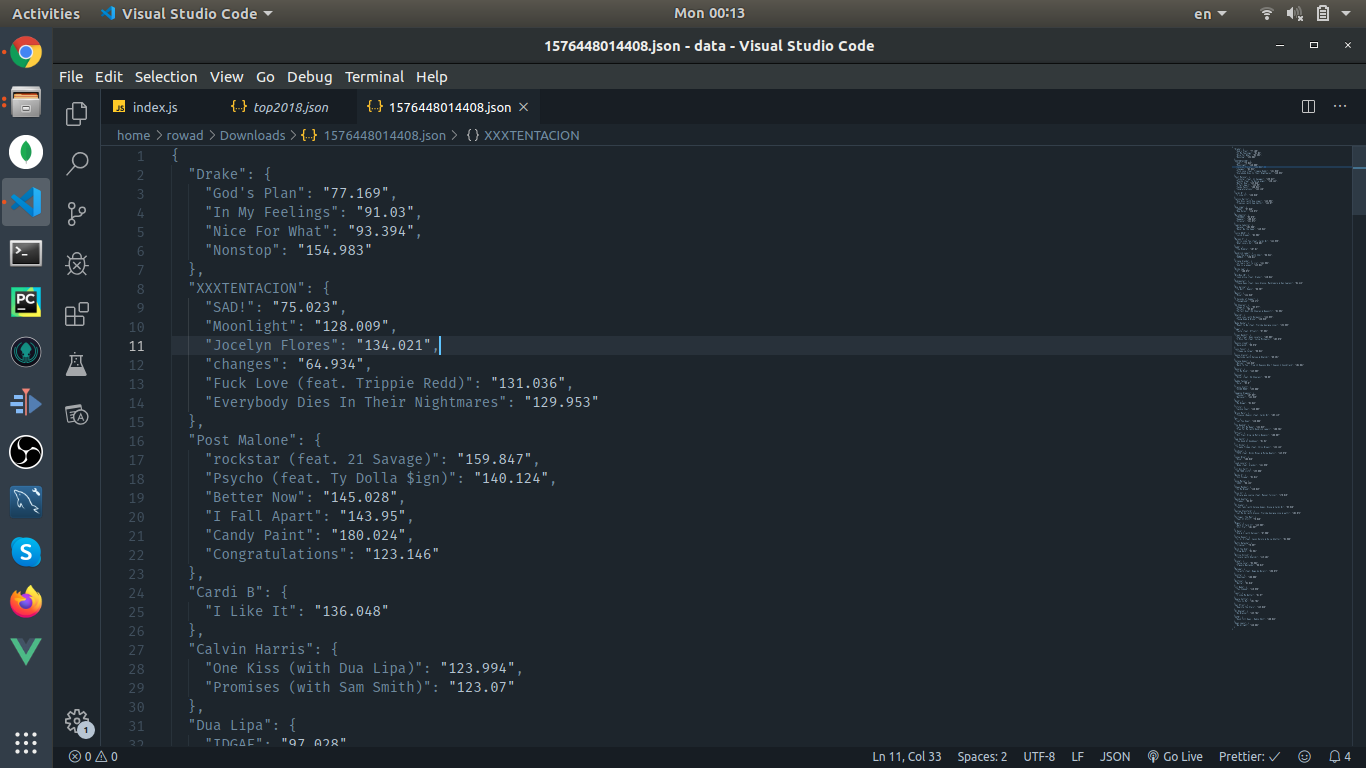 Activities Visual Studio Code Mon 00:13 en
1576448014408.json - data - Visual Studio Code
File Edit Selection View Go Debug Terminal Help
JS index.js {..} top2018.json {..} 1576448014408.json
home > rowad > Downloads > {..} 1576448014408.json > {} XXXTENTACION
1 {
2 "Drake": {
3 "God's Plan": "77.169",
4 "In My Feelings": "91.03",
5 "Nice For What": "93.394",
6 "Nonstop": "154.983"
7 },
8 "XXXTENTACION": {
9 "SAD!": "75.023",
10 "Moonlight": "128.009",
11 "Jocelyn Flores": "134.021",
12 "changes": "64.934",
13 "Fuck Love (feat. Trippie Redd)": "131.036",
14 "Everybody Dies In Their Nightmares": "129.953"
15 },
16 "Post Malone": {
17 "rockstar (feat. 21 Savage)": "159.847",
18 "Psycho (feat. Ty Dolla $ign)": "140.124",
19 "Better Now": "145.028",
20 "I Fall Apart": "143.95",
21 "Candy Paint": "180.024",
22 "Congratulations": "123.146"
23 },
24 "Cardi B": {
25 "I Like It": "136.048"
26 },
27 "Calvin Harris": {
28 "One Kiss (with Dua Lipa)": "123.994",
29 "Promises (with Sam Smith)": "123.07"
30 },
31 "Dua Lipa": {
32 "IDGAF": "97.028"
PC
S
1
0 0 Ln 11, Col 33 Spaces: 2 UTF-8 LF JSON Go Live Prettier: ✓ 4